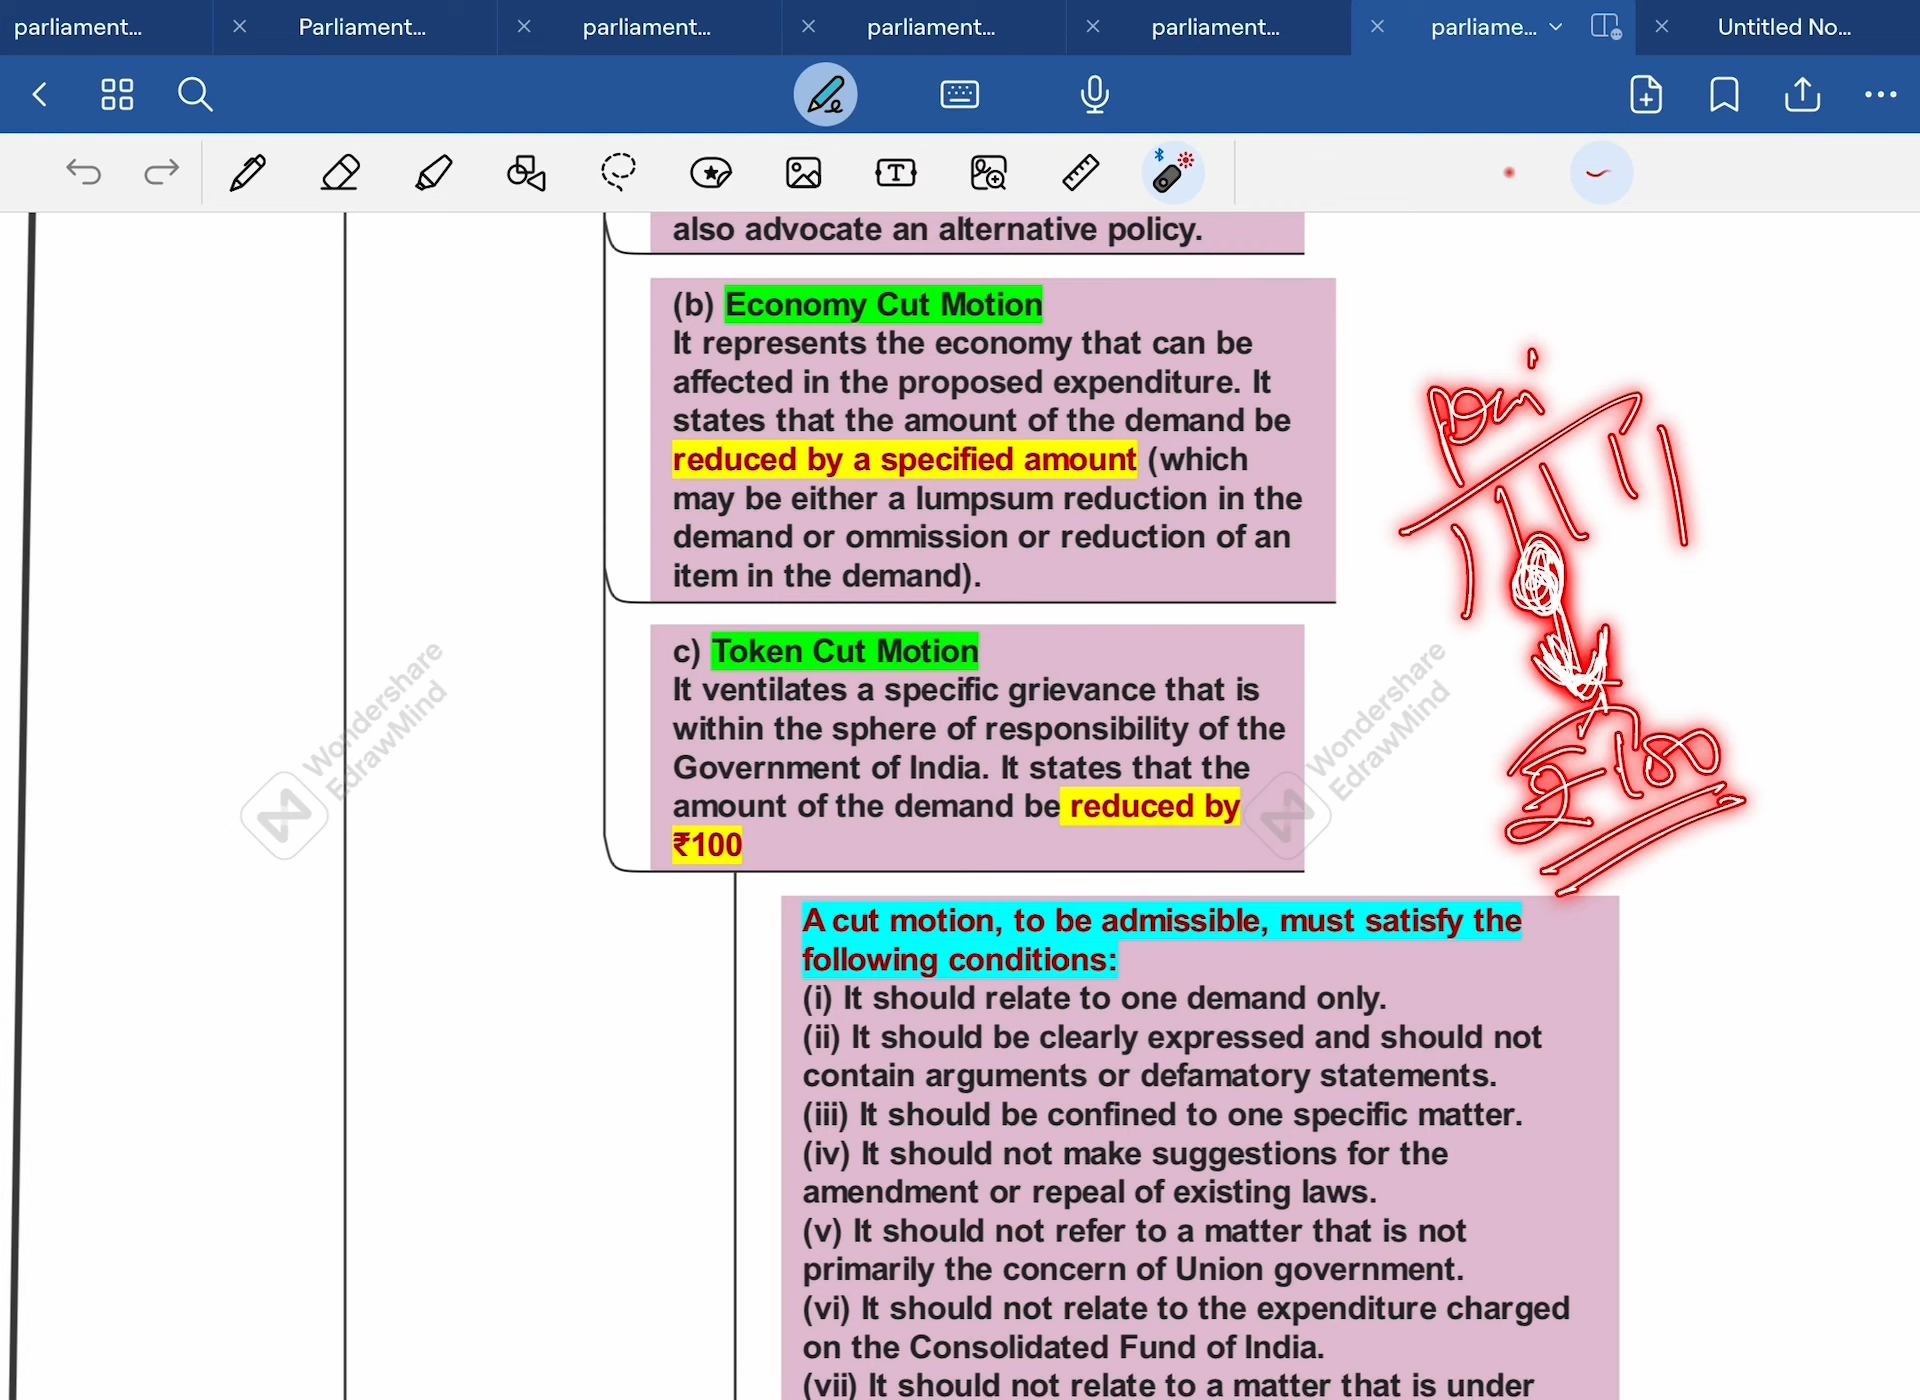 parliament...
Parliament...
parliament...
parliament...
parliament...
parliame...
Untitled No...
also advocate an alternative policy.
(b) Economy Cut Motion
It represents the economy that can be
affected in the proposed expenditure. It
states that the amount of the demand be
reduced by a specified amount (which
may be either a lumpsum reduction in the
demand or ommission or reduction of an
item in the demand).
c) Token Cut Motion
It ventilates a specific grievance that is
within the sphere of responsibility of the
Government of India. It states that the
amount of the demand be reduced by
₹100
A cut motion, to be admissible, must satisfy the
following conditions:
(i) It should relate to one demand only.
(ii) It should be clearly expressed and should not
contain arguments or defamatory statements.
(iii) It should be confined to one specific matter.
(iv) It should not make suggestions for the
amendment or repeal of existing laws.
(v) It should not refer to a matter that is not
primarily the concern of Union government.
(vi) It should not relate to the expenditure charged
on the Consolidated Fund of India.
(vii) It should not relate to a matter that is under
Wondershare
EdrawMind
Wondershare
EdrawMind
₹100